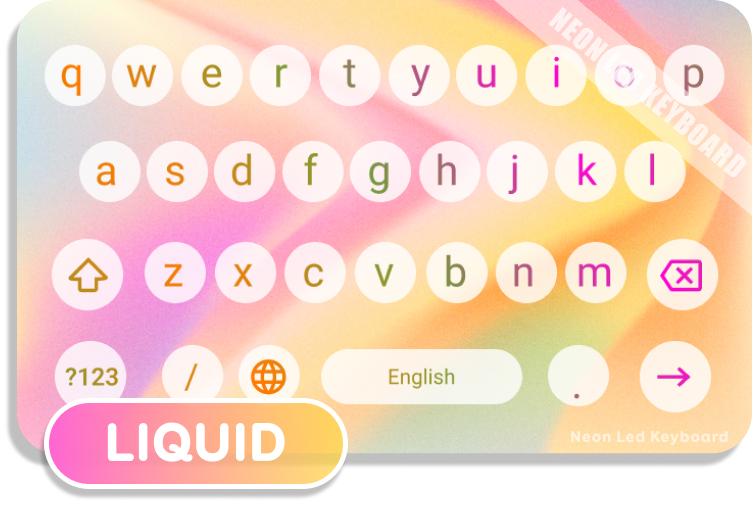 NEON LED KEYBOARD
q w e r t y u i o p
a s d f g h j k l
z x c v b n m
?123 / English .
LIQUID
Neon Led Keyboard